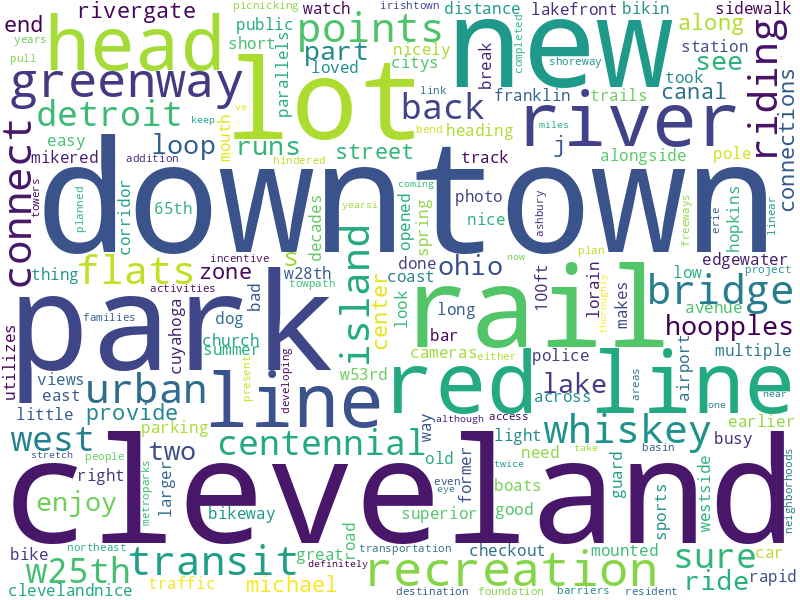 picnicking irishtown
rivergate watch distance bikin lakefront sidewalk
end years public points new along
head short loved part citys nicely break completed shoreway station riding
greenway pull lot parallels see
detroit keep ve back franklin trails took canal connections
connect mikered easy loop mouth runs link bend heading river
street track miles j alongside pole
hindered
towers planned addition downtown
corridor 65th decades yearsi opened spring coming photo nice ashbury freeways erie hopkins linear
thing flats zone s island center look done coast ohio now plan low edgewater project
activities incentive towpath w28th bad long 100ft lorain makes thoroughly avenue bridge
utilizes park families cuyahoga dog church summer bar rail hoopples
views w53rd cameras either police airport multiple
little east urban present developing line red line lake across areas near
provide parking way although access light one earlier
west two centennial old whiskey busy
stretch people right larger even eye former twice need basin take guard
cleveland
enjoy metroparks bikeway superior boats good sports westside neighborhoods
bike northeast transit great road transportation checkout mounted sure car
w25th definitely recreation ride rapid
clevelandnice traffic michael destination foundation barriers resident